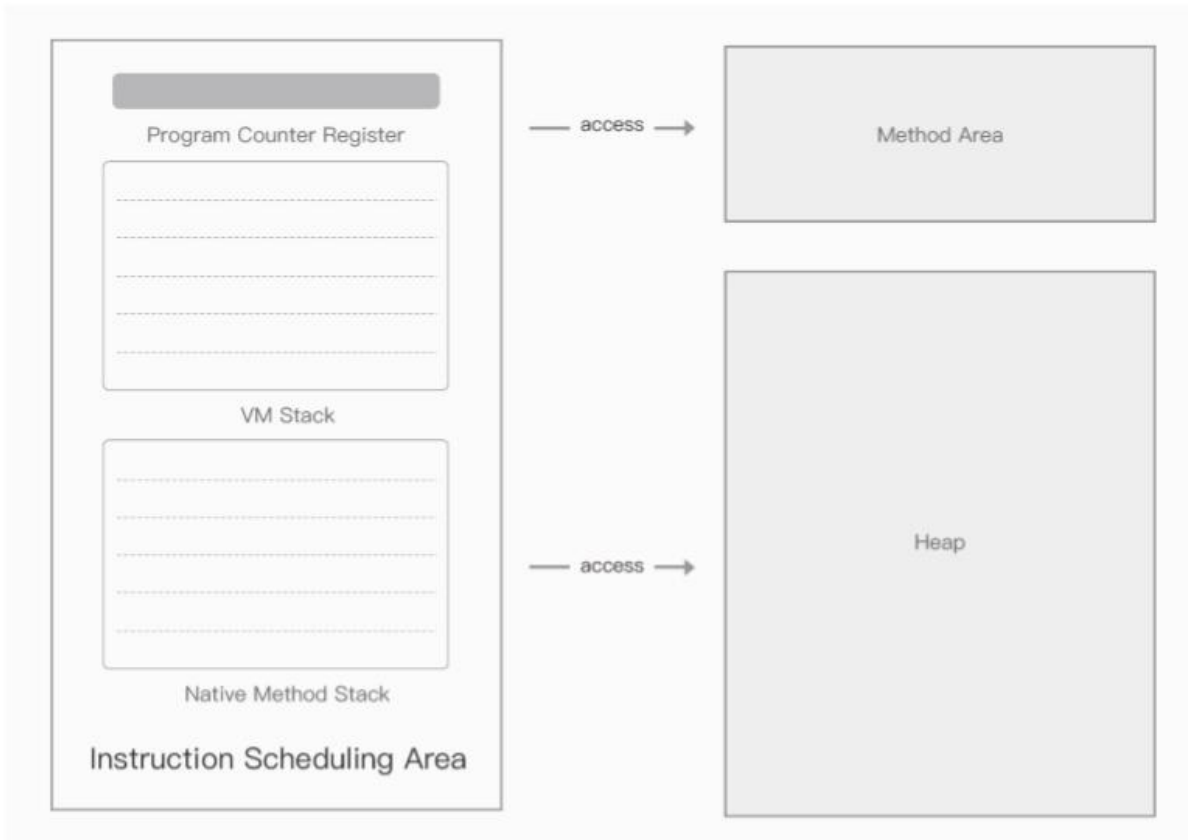 Program Counter Register
VM Stack
Native Method Stack
Instruction Scheduling Area
access
Method Area
access
Heap